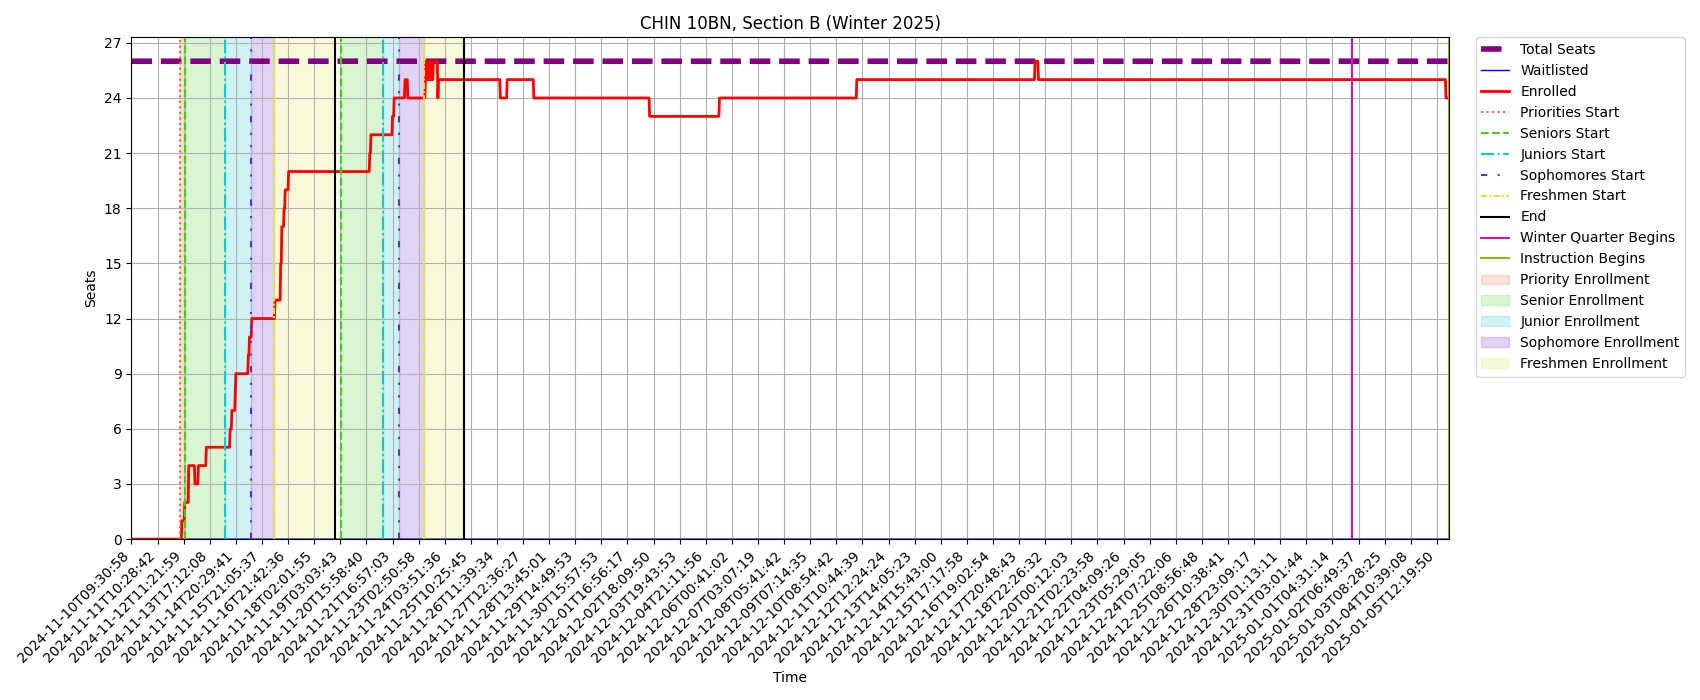 CHIN 10BN, Section B (Winter 2025)
27
24
21
18
15
12
9
6
3
0
Seats
2024-11-10T09:30:58
2024-11-11T10:28:42
2024-11-12T11:21:59
2024-11-13T17:12:08
2024-11-14T20:29:41
2024-11-15T21:05:37
2024-11-16T21:42:36
2024-11-18T02:01:55
2024-11-19T03:03:43
2024-11-20T15:58:40
2024-11-21T16:57:03
2024-11-23T02:50:58
2024-11-24T03:51:36
2024-11-25T10:25:45
2024-11-26T11:39:34
2024-11-27T12:36:27
2024-11-28T13:45:01
2024-11-29T14:49:53
2024-11-30T15:57:53
2024-12-01T16:56:17
2024-12-02T18:09:50
2024-12-03T19:43:53
2024-12-04T21:11:56
2024-12-06T00:41:02
2024-12-07T03:07:19
2024-12-08T05:41:42
2024-12-09T07:14:35
2024-12-10T08:54:42
2024-12-11T10:44:39
2024-12-12T12:24:24
2024-12-13T14:05:23
2024-12-14T15:43:00
2024-12-15T17:17:58
2024-12-16T19:02:54
2024-12-17T20:48:43
2024-12-18T22:26:32
2024-12-20T00:12:03
2024-12-21T02:23:58
2024-12-22T04:09:26
2024-12-23T05:29:05
2024-12-24T07:22:06
2024-12-25T08:56:48
2024-12-26T10:38:41
2024-12-28T23:09:17
2024-12-30T01:13:11
2024-12-31T03:01:44
2025-01-01T04:31:14
2025-01-02T06:49:37
2025-01-03T08:28:25
2025-01-04T10:39:08
2025-01-05T12:19:50
Time
Total Seats
Waitlisted
Enrolled
Priorities Start
Seniors Start
Juniors Start
Sophomores Start
Freshmen Start
End
Winter Quarter Begins
Instruction Begins
Priority Enrollment
Senior Enrollment
Junior Enrollment
Sophomore Enrollment
Freshmen Enrollment